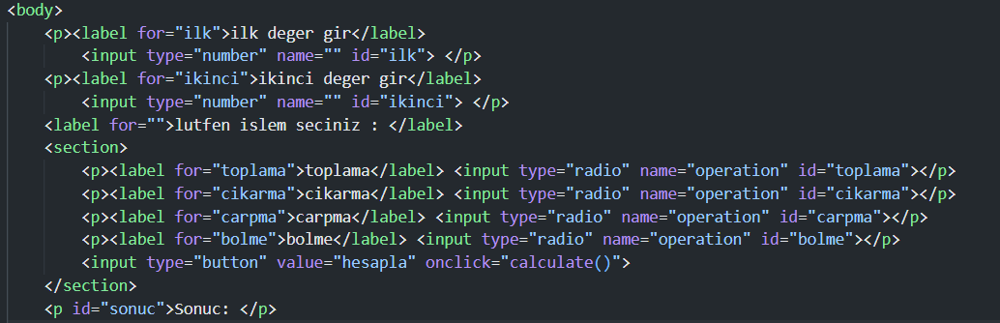 <body>
<p><label for="ilk">ilk deger gir</label>
<input type="number" name="" id="ilk"> </p>
<p><label for="ikinci">ikinci deger gir</label>
<input type="number" name="" id="ikinci"> </p>
<label for="">lutfen islem seciniz : </label>
<section>
<p><label for="toplama">toplama</label> <input type="radio" name="operation" id="toplama"></p>
<p><label for="cikarma">cikarma</label> <input type="radio" name="operation" id="cikarma"></p>
<p><label for="carpma">carpma</label> <input type="radio" name="operation" id="carpma"></p>
<p><label for="bolme">bolme</label> <input type="radio" name="operation" id="bolme"></p>
<input type="button" value="hesapla" onclick="calculate()">
</section>
<p id="sonuc">Sonuc: </p>